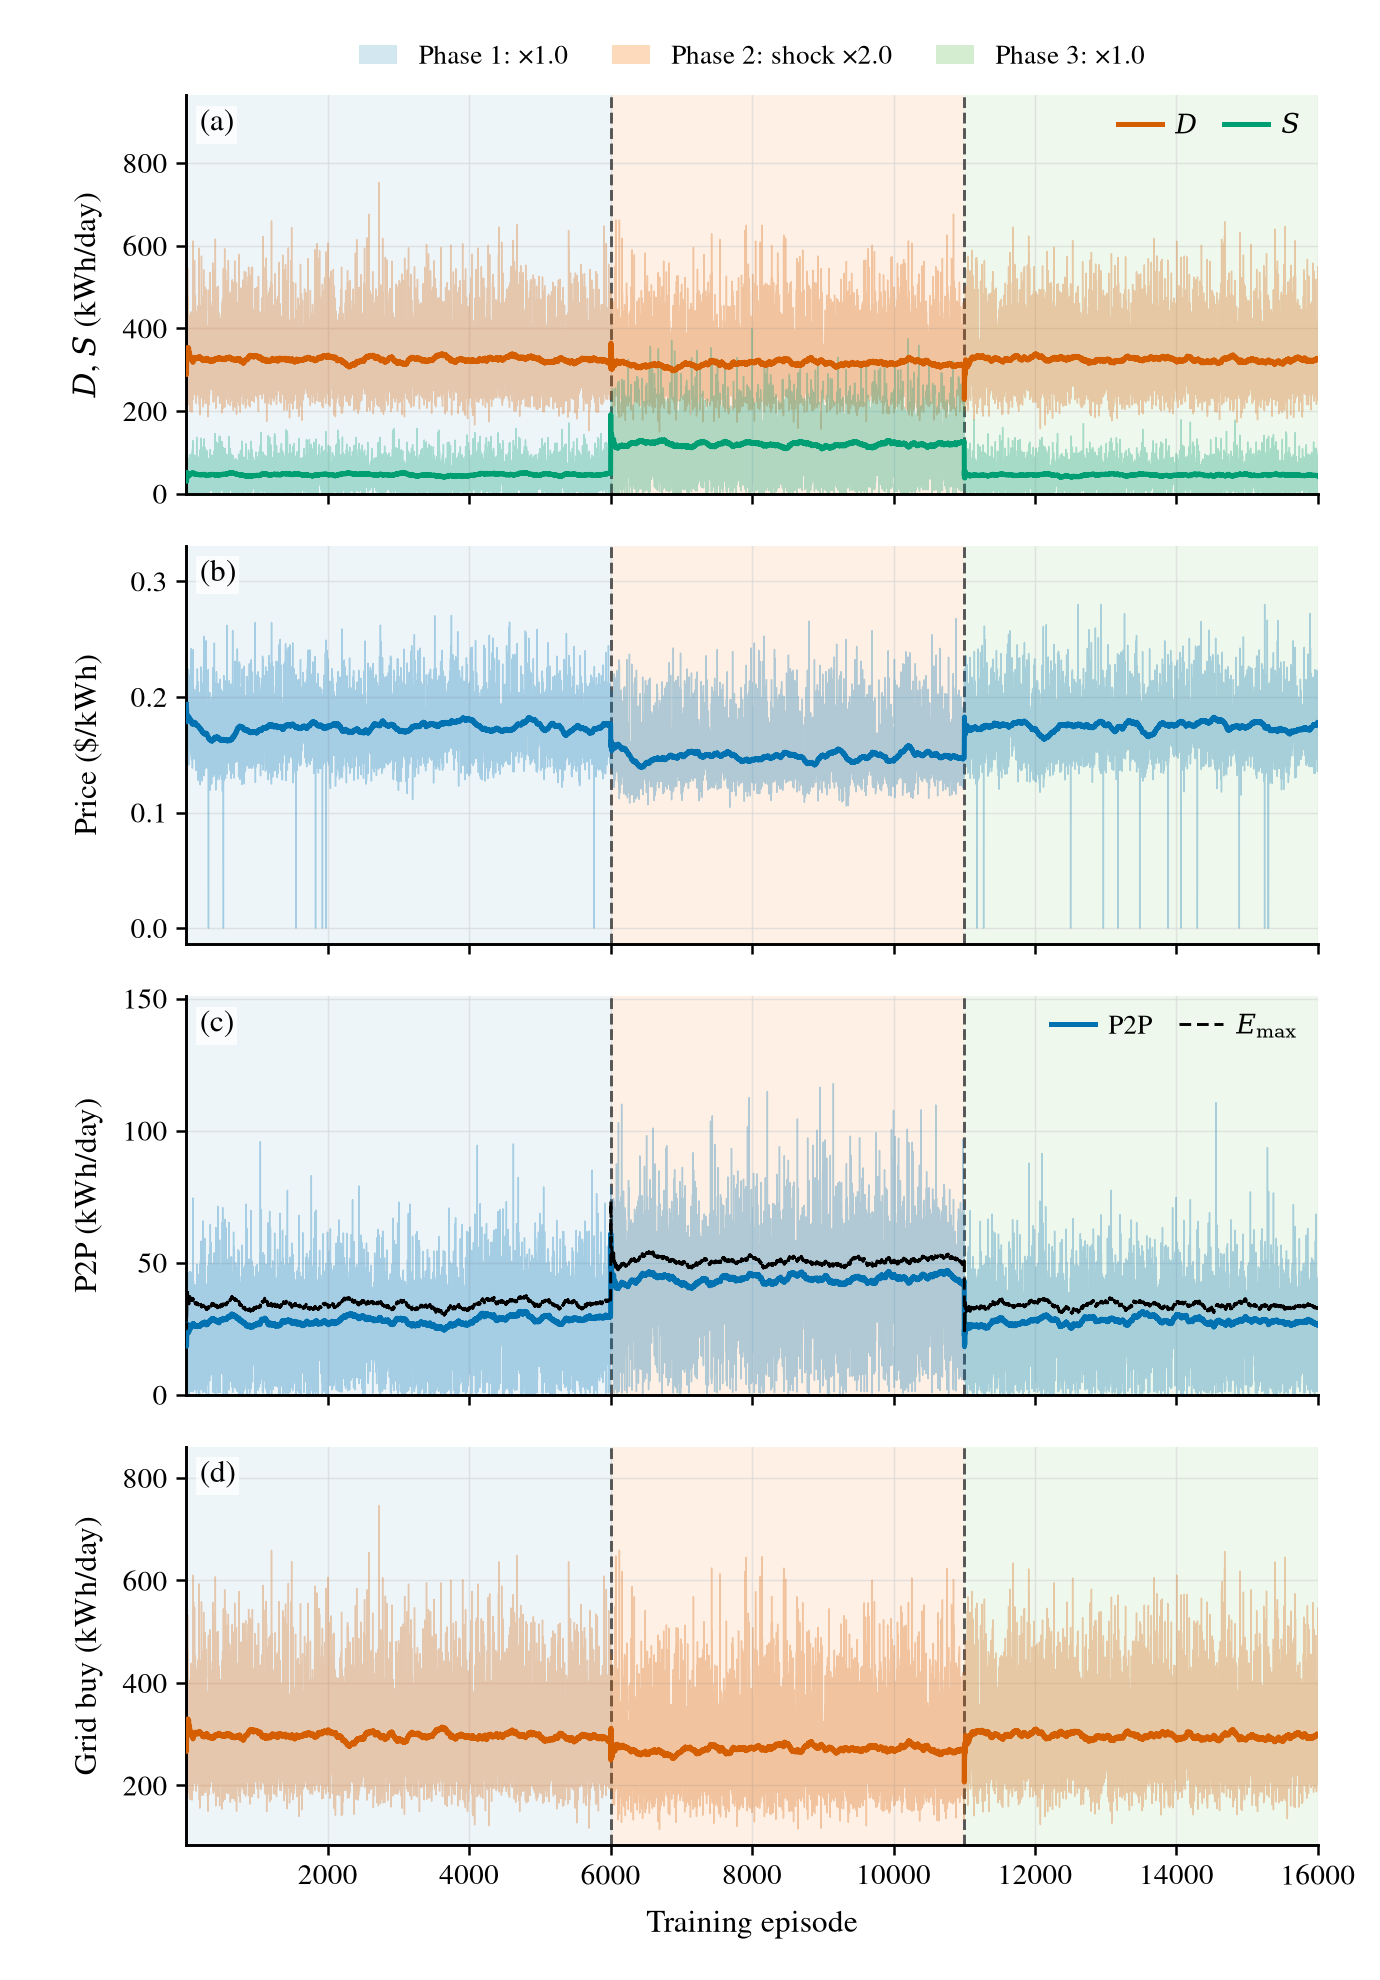 Phase 1: ×1.0 Phase 2: shock ×2.0 Phase 3: ×1.0
(a)
D S
800
600
400
200
0
D, S (kWh/day)
(b)
0.3
0.2
0.1
0.0
Price ($/kWh)
(c)
P2P E_max
150
100
50
0
P2P (kWh/day)
(d)
800
600
400
200
Grid buy (kWh/day)
2000 4000 6000 8000 10000 12000 14000 16000
Training episode